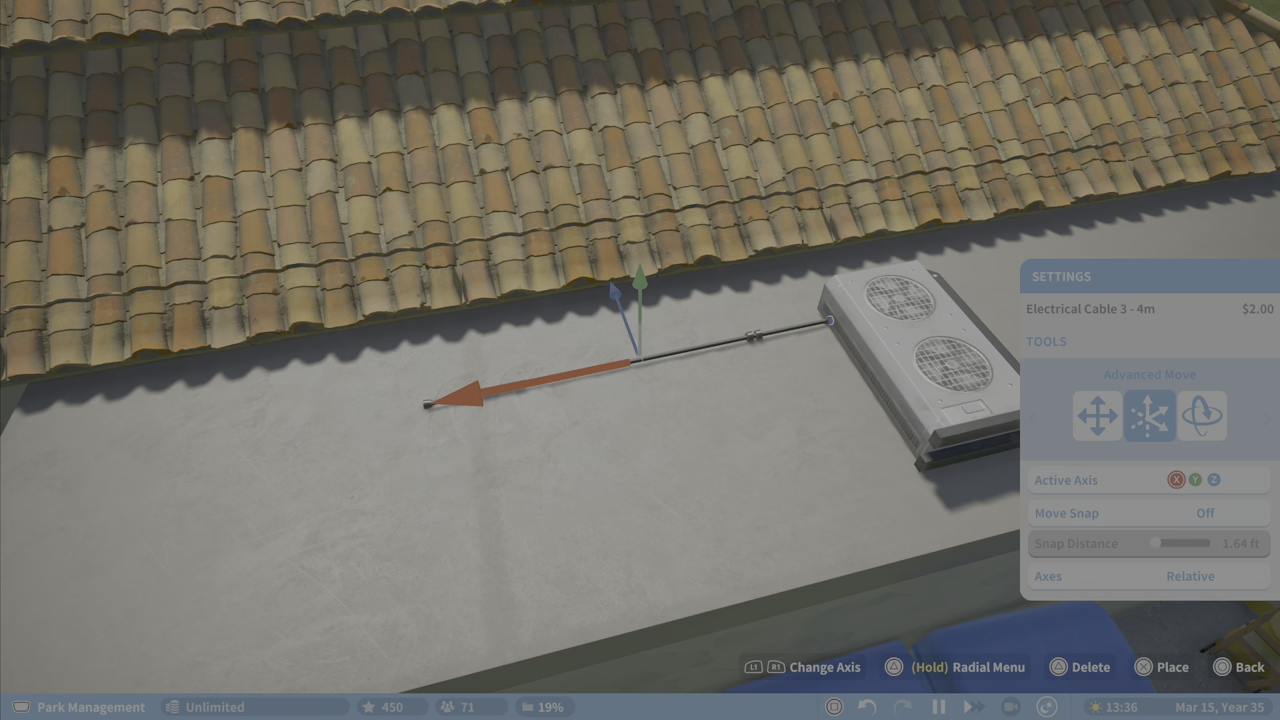 SETTINGS
Electrical Cable 3 - 4m $2.00
TOOLS
Advanced Move
Active Axis X Y Z
Move Snap Off
Snap Distance 1.64 ft
Axes Relative
L1 R1 Change Axis (Hold) Radial Menu Delete Place Back
Park Management Unlimited 450 71 19% 13:36 Mar 15, Year 35